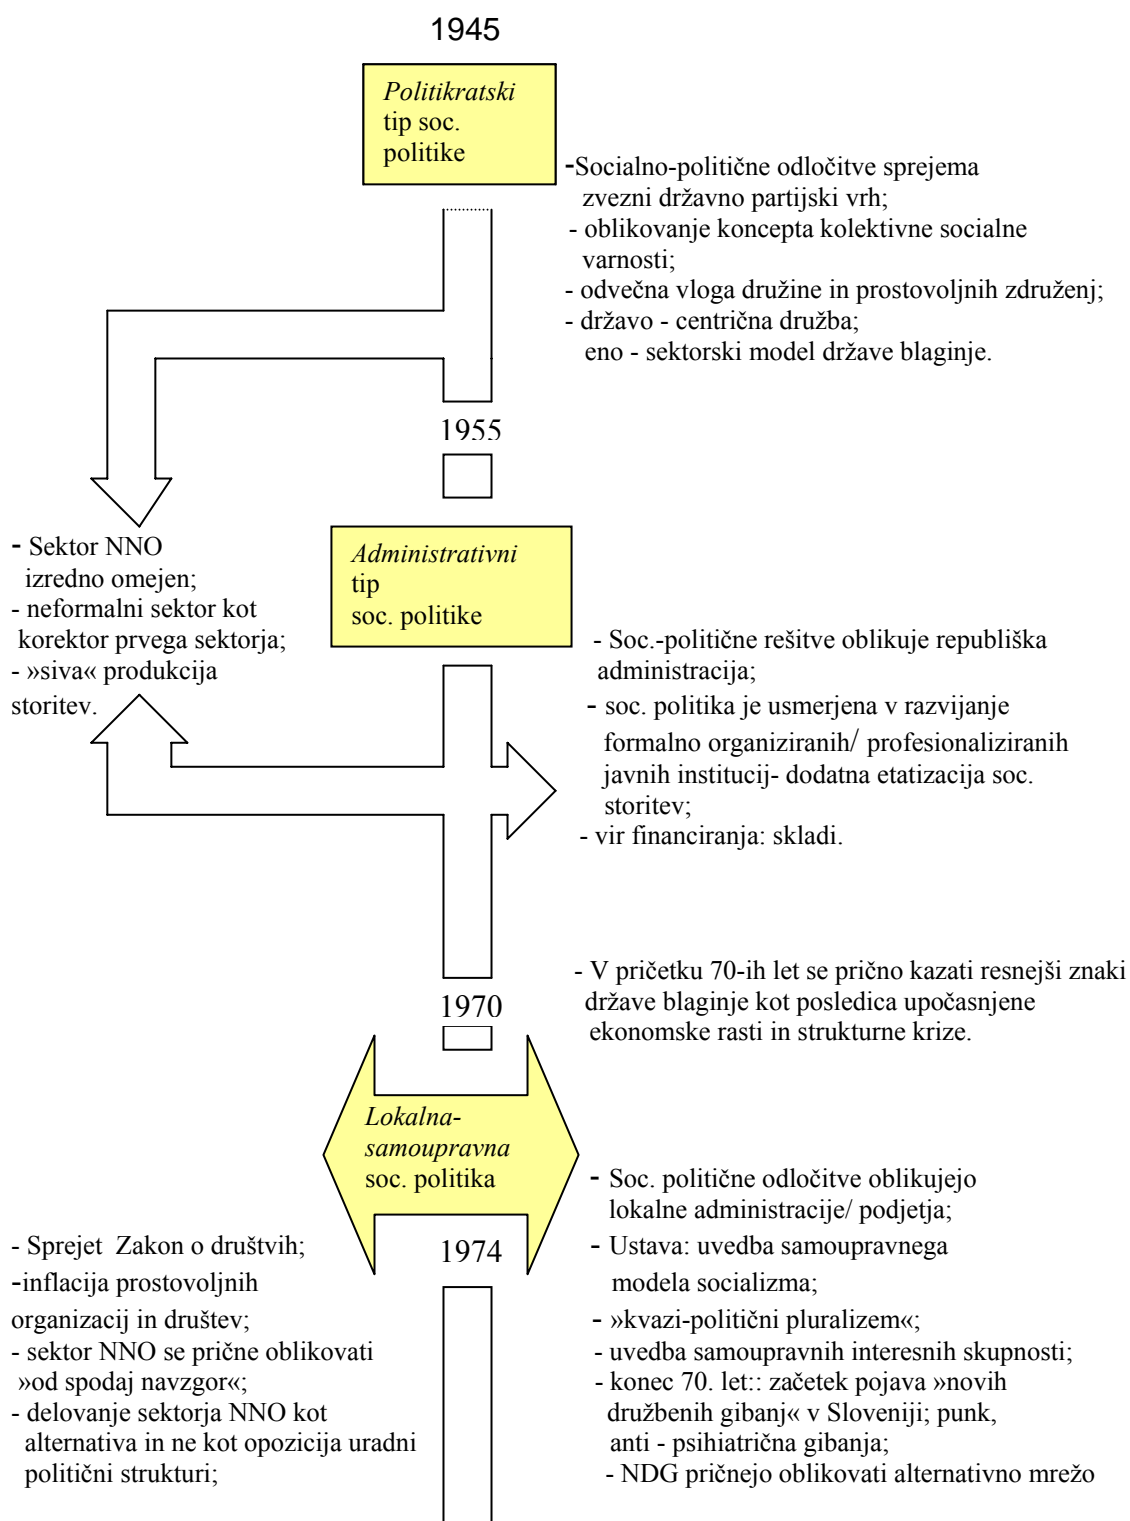 1945
Politikratski
tip soc.
politike
-Socialno-politične odločitve sprejema
zvezni državno partijski vrh;
- oblikovanje koncepta kolektivne socialne
varnosti;
- odvečna vloga družine in prostovoljnih združenj;
- državo - centrična družba;
eno - sektorski model države blaginje.
1955
- Sektor NNO
izredno omejen;
- neformalni sektor kot
korektor prvega sektorja;
- »siva« produkcija
storitev.
Administrativni
tip
soc. politike
- Soc.-politične rešitve oblikuje republiška
administracija;
- soc. politika je usmerjena v razvijanje
formalno organiziranih/ profesionaliziranih
javnih institucij- dodatna etatizacija soc.
storitev;
- vir financiranja: skladi.
- V pričetku 70-ih let se prično kazati resnejši znaki
države blaginje kot posledica upočasnjene
ekonomske rasti in strukturne krize.
1970
Lokalna-
samoupravna
soc. politika
1974
- Sprejet Zakon o društvih;
-inflacija prostovoljnih
organizacij in društev;
- sektor NNO se prične oblikovati
»od spodaj navzgor«;
- delovanje sektorja NNO kot
alternativa in ne kot opozicija uradni
politični strukturi;
- Soc. politične odločitve oblikujejo
lokalne administracije/ podjetja;
- Ustava: uvedba samoupravnega
modela socializma;
- »kvazi-politični pluralizem«;
- uvedba samoupravnih interesnih skupnosti;
- konec 70. let:: začetek pojava »novih
družbenih gibanj« v Sloveniji; punk,
anti - psihiatrična gibanja;
- NDG pričnejo oblikovati alternativno mrežo